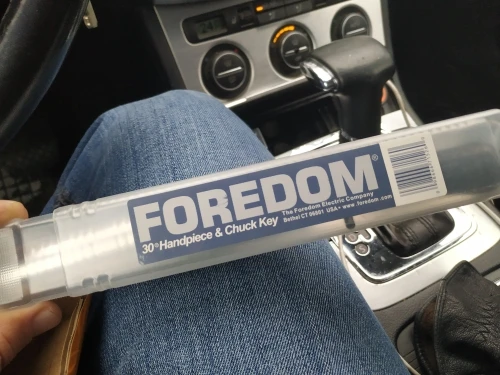 FOREDOM®
30® Handpiece & Chuck Key
The Foredom Electric Company
Bethel CT 06801 USA • www.foredom.com